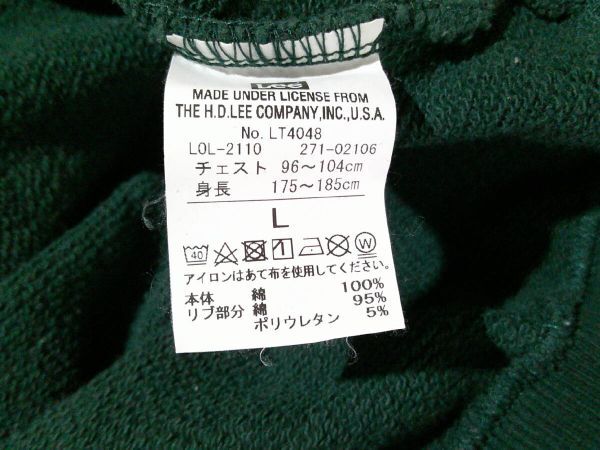 Lee
MADE UNDER LICENSE FROM
THE H.D.LEE COMPANY,INC.,U.S.A.
No. LT4048
LOL-2110 271-02106
チェスト 96〜104cm
身長 175〜185cm
L
40 1 W
アイロンはあて布を使用してください。
本体 綿 100%
リブ部分 綿 95%
ポリウレタン 5%